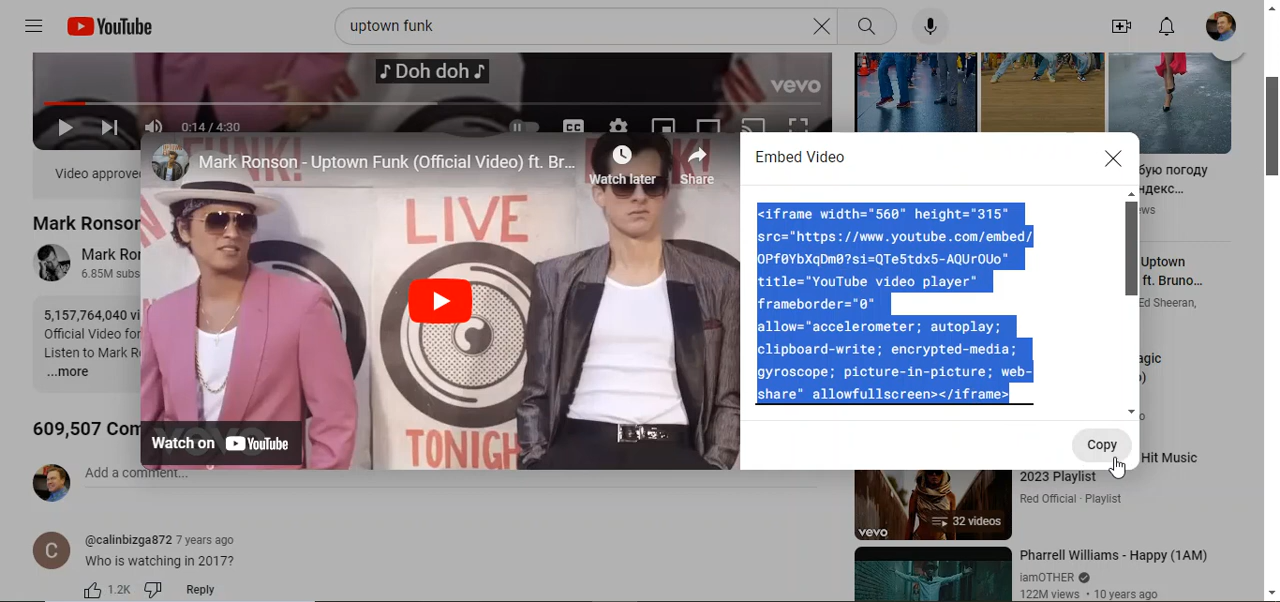 YouTube
uptown funk
♪ Doh doh ♪
vevo
0:14 / 4:30
CC
FUNK!
Mark Ronson - Uptown Funk (Official Video) ft. Br...
Watch later
Share
LIVE
TONIGHT
Watch on YouTube
Embed Video
<iframe width="560" height="315"
src="https://www.youtube.com/embed/
OPf0YbXqDm0?si=QTe5tdx5-AQUrOUo"
title="YouTube video player"
frameborder="0"
allow="accelerometer; autoplay;
clipboard-write; encrypted-media;
gyroscope; picture-in-picture; web-
share" allowfullscreen></iframe>
Copy
Video approve
Mark Ronson
Mark Ro
6.85M subs
5,157,764,040 vi
Official Video for
Listen to Mark R
...more
609,507 Com
Add a comment...
C
@calinbizga872 7 years ago
Who is watching in 2017?
1.2K
Reply
бую погоду
ндекс...
ews
Uptown
ft. Bruno...
Ed Sheeran,
agic
Hit Music
2023 Playlist
Red Official · Playlist
vevo
32 videos
Pharrell Williams - Happy (1AM)
iamOTHER
122M views · 10 years ago